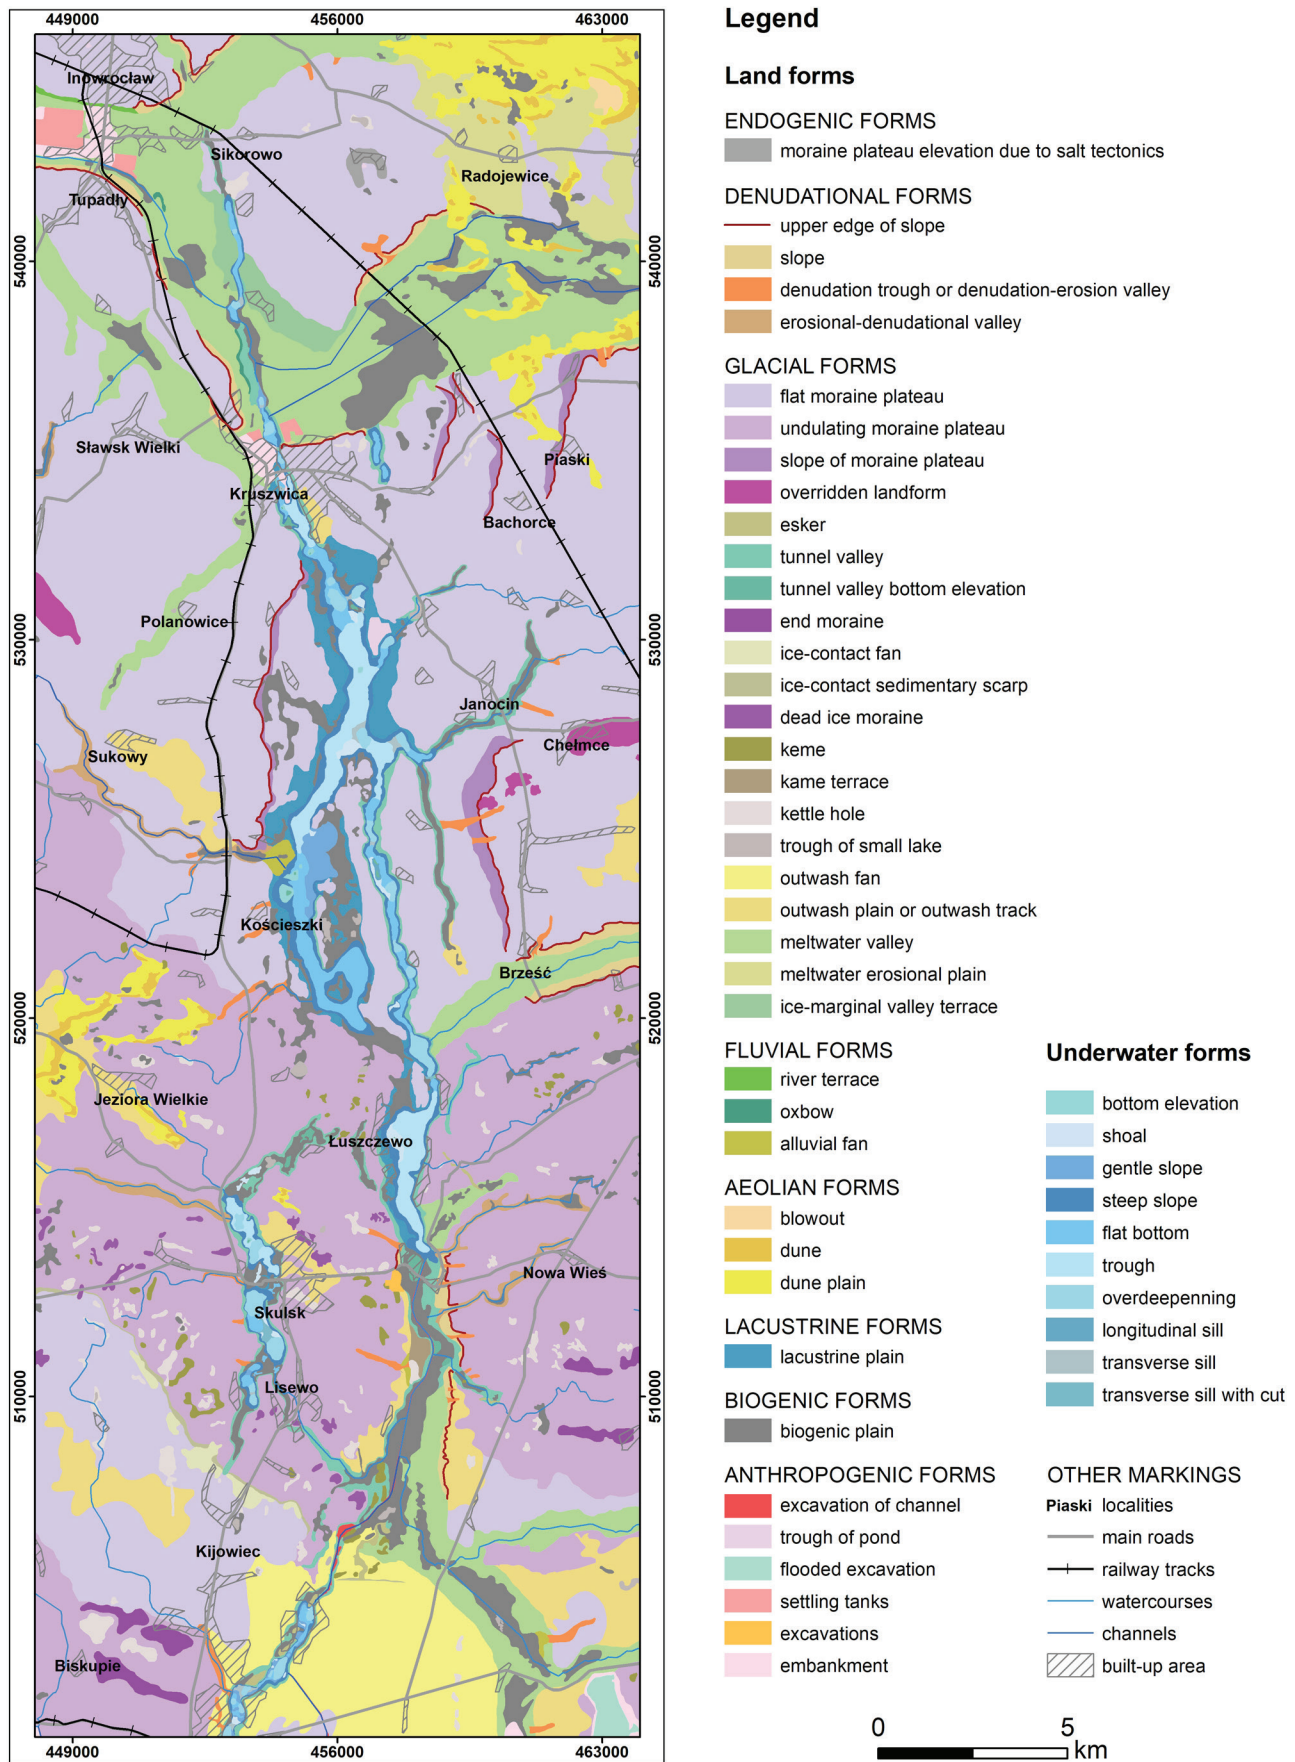 449000 456000 463000
Inowrocław
Sikorowo
Radojewice
Tupadły
540000 540000
Sławsk Wielki
Piaski
Kruszwica
Bachorce
Polanowice
530000 530000
Janocin
Chełmce
Sukowy
Kościeszki
Brześć
520000 520000
Jeziora Wielkie
Łuszczewo
Nowa Wieś
Skulsk
Lisewo
510000 510000
Kijowiec
Biskupie
449000 456000 463000
Legend
Land forms
ENDOGENIC FORMS
moraine plateau elevation due to salt tectonics
DENUDATIONAL FORMS
upper edge of slope
slope
denudation trough or denudation-erosion valley
erosional-denudational valley
GLACIAL FORMS
flat moraine plateau
undulating moraine plateau
slope of moraine plateau
overridden landform
esker
tunnel valley
tunnel valley bottom elevation
end moraine
ice-contact fan
ice-contact sedimentary scarp
dead ice moraine
keme
kame terrace
kettle hole
trough of small lake
outwash fan
outwash plain or outwash track
meltwater valley
meltwater erosional plain
ice-marginal valley terrace
FLUVIAL FORMS
river terrace
oxbow
alluvial fan
AEOLIAN FORMS
blowout
dune
dune plain
LACUSTRINE FORMS
lacustrine plain
BIOGENIC FORMS
biogenic plain
ANTHROPOGENIC FORMS
excavation of channel
trough of pond
flooded excavation
settling tanks
excavations
embankment
Underwater forms
bottom elevation
shoal
gentle slope
steep slope
flat bottom
trough
overdeepenning
longitudinal sill
transverse sill
transverse sill with cut
OTHER MARKINGS
Piaski localities
main roads
railway tracks
watercourses
channels
built-up area
0 5
km